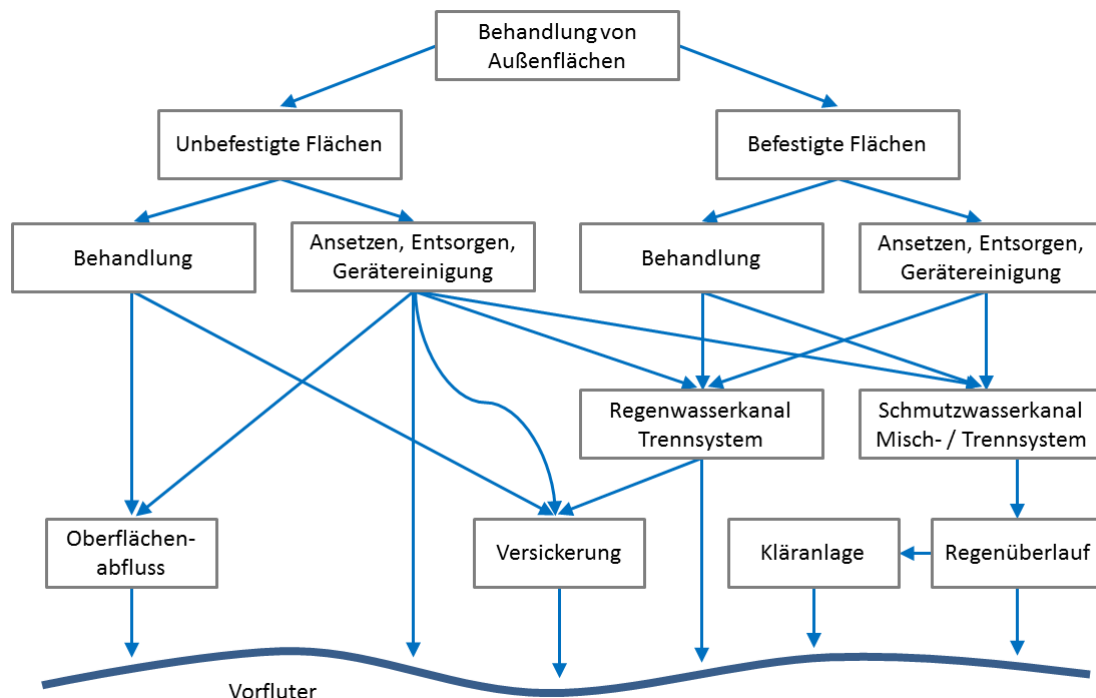 Behandlung von
Außenflächen
Unbefestigte Flächen
Befestigte Flächen
Behandlung
Ansetzen, Entsorgen,
Gerätereinigung
Behandlung
Ansetzen, Entsorgen,
Gerätereinigung
Regenwasserkanal
Trennsystem
Schmutzwasserkanal
Misch- / Trennsystem
Oberflächen-
abfluss
Versickerung
Kläranlage
Regenüberlauf
Vorfluter